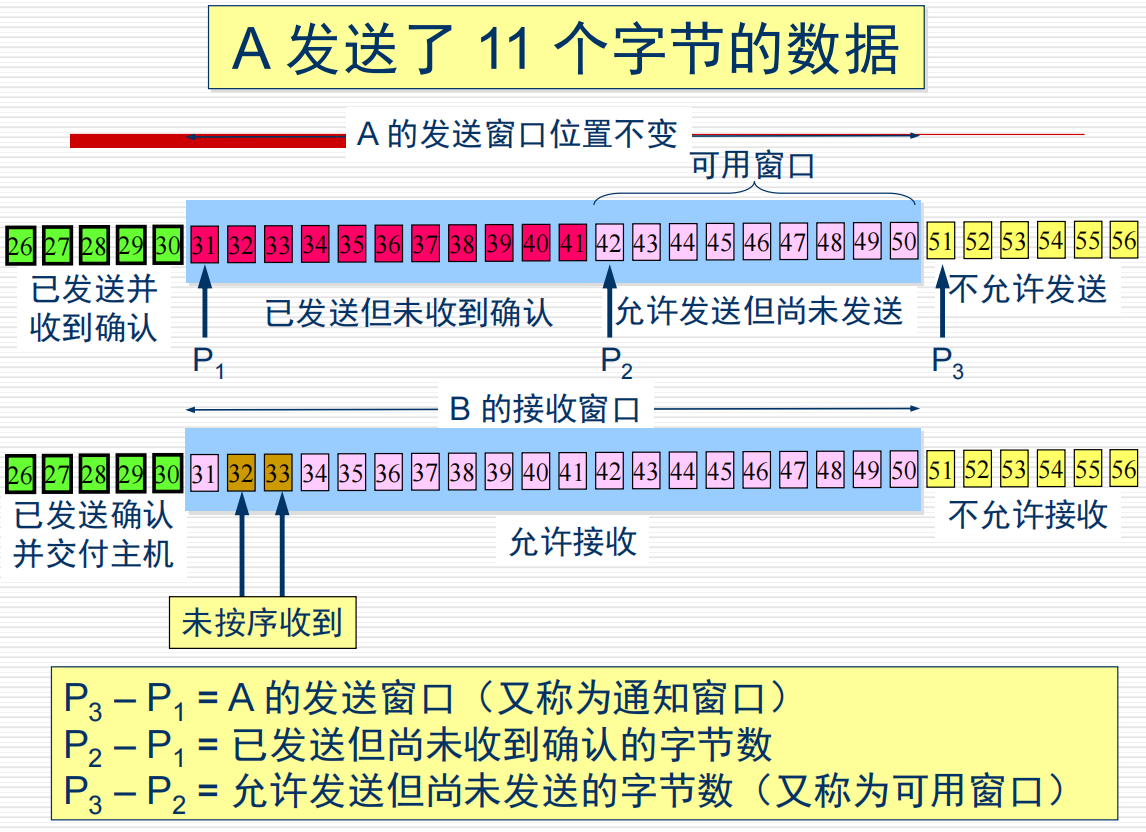 A 发送了 11 个字节的数据
A 的发送窗口位置不变
可用窗口
26 27 28 29 30 31 32 33 34 35 36 37 38 39 40 41 42 43 44 45 46 47 48 49 50 51 52 53 54 55 56
已发送并
收到确认
已发送但未收到确认
允许发送但尚未发送
不允许发送
P₁ P₂ P₃
B 的接收窗口
26 27 28 29 30 31 32 33 34 35 36 37 38 39 40 41 42 43 44 45 46 47 48 49 50 51 52 53 54 55 56
已发送确认
并交付主机
允许接收
不允许接收
未按序收到
P₃ – P₁ = A 的发送窗口（又称为通知窗口）
P₂ – P₁ = 已发送但尚未收到确认的字节数
P₃ – P₂ = 允许发送但尚未发送的字节数（又称为可用窗口）